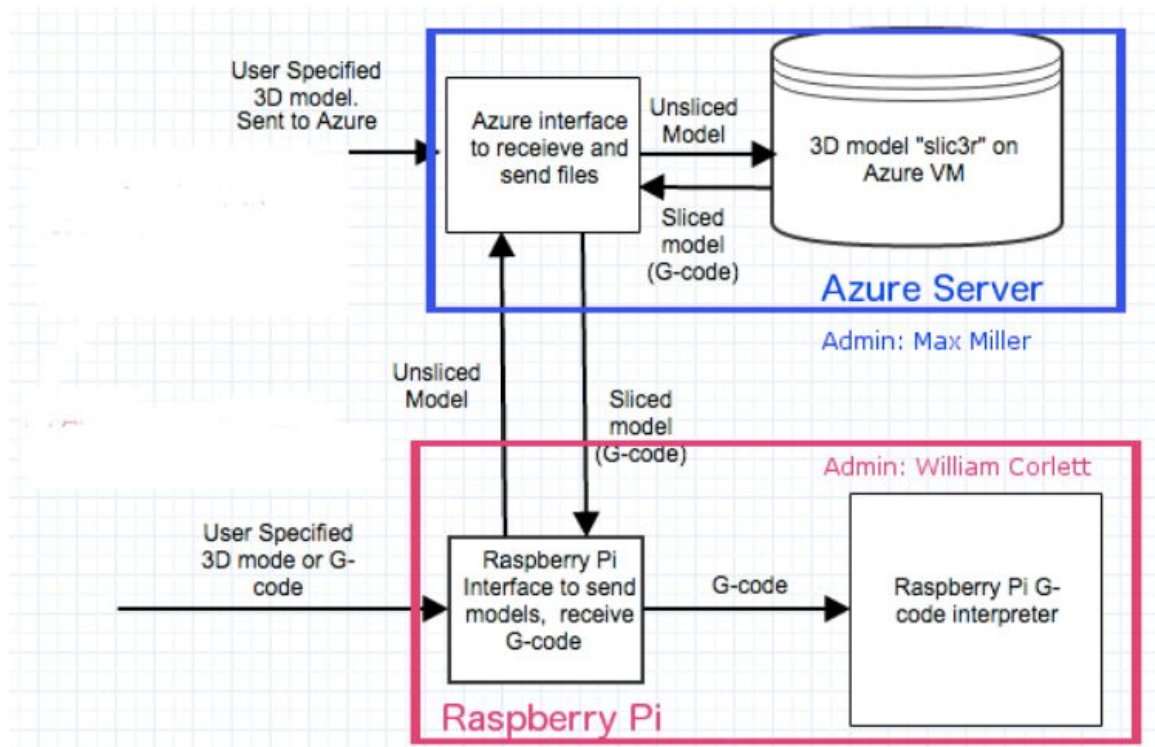 User Specified
3D model.
Sent to Azure
Azure interface
to receieve and
send files
Unsliced
Model
3D model "slic3r" on
Azure VM
Sliced
model
(G-code)
Azure Server
Admin: Max Miller
Unsliced
Model
Sliced
model
(G-code)
Admin: William Corlett
User Specified
3D mode or G-
code
Raspberry Pi
Interface to send
models, receive
G-code
G-code
Raspberry Pi G-
code interpreter
Raspberry Pi